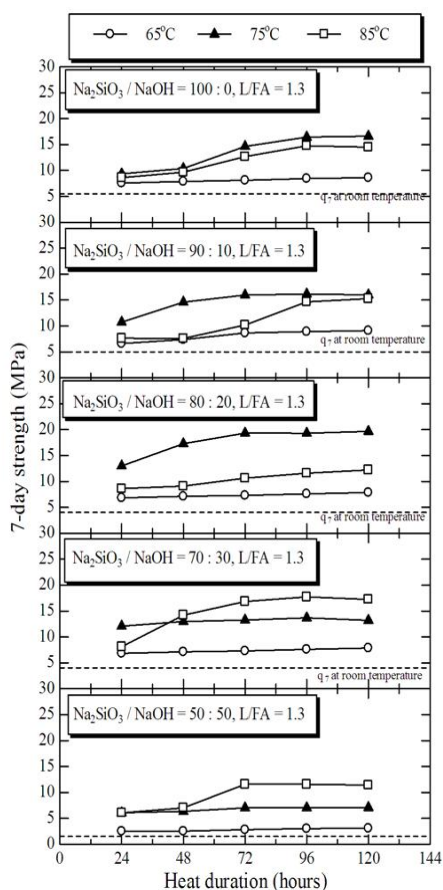 65°C 75°C 85°C
30
Na₂SiO₃ / NaOH = 100 : 0, L/FA = 1.3
25
20
15
10
5
q₇ at room temperature
30
Na₂SiO₃ / NaOH = 90 : 10, L/FA = 1.3
25
20
15
10
5
q₇ at room temperature
30
Na₂SiO₃ / NaOH = 80 : 20, L/FA = 1.3
25
20
15
10
5
q₇ at room temperature
30
Na₂SiO₃ / NaOH = 70 : 30, L/FA = 1.3
25
20
15
10
5
q₇ at room temperature
30
Na₂SiO₃ / NaOH = 50 : 50, L/FA = 1.3
25
20
15
10
5
0
0 24 48 72 96 120 144
Heat duration (hours)
7-day strength (MPa)